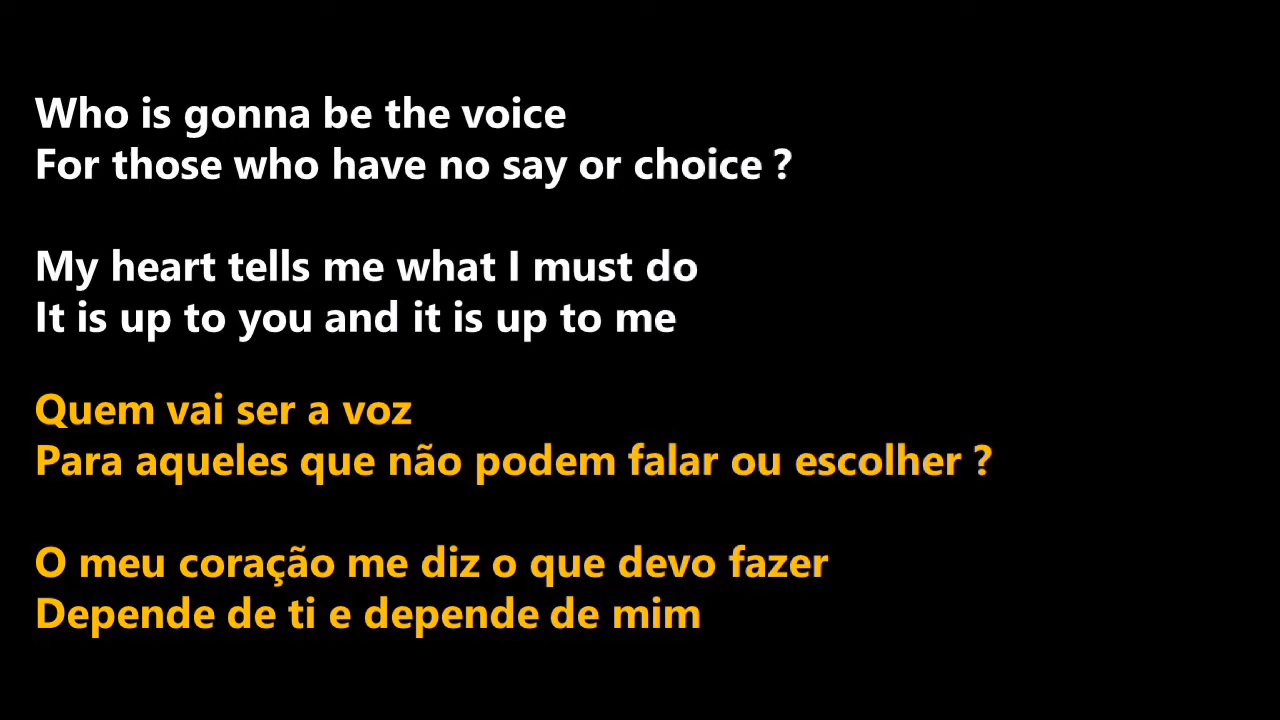 Who is gonna be the voice
For those who have no say or choice ?
My heart tells me what I must do
It is up to you and it is up to me
Quem vai ser a voz
Para aqueles que não podem falar ou escolher ?
O meu coração me diz o que devo fazer
Depende de ti e depende de mim